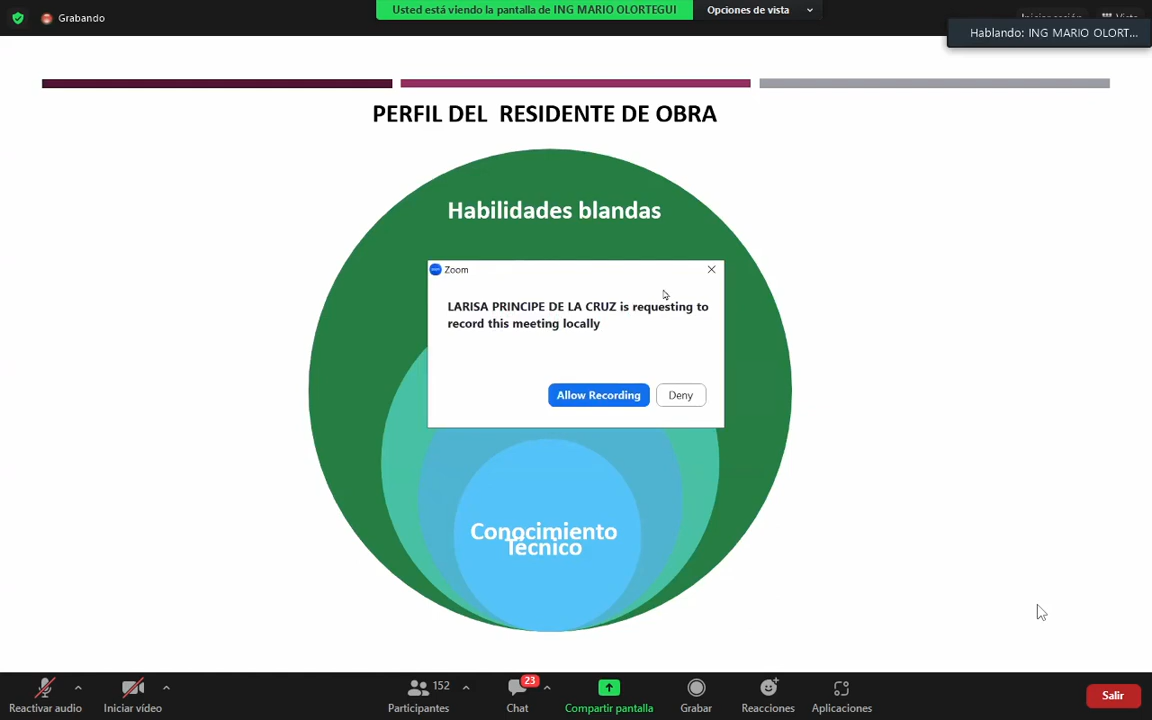 Grabando
Usted está viendo la pantalla de ING MARIO OLORTEGUI
Opciones de vista
Hablando: ING MARIO OLORT...
PERFIL DEL RESIDENTE DE OBRA
Habilidades blandas
Zoom
LARISA PRINCIPE DE LA CRUZ is requesting to
record this meeting locally
Allow Recording
Deny
Conocimiento
Técnico
Reactivar audio
Iniciar vídeo
152
Participantes
23
Chat
Compartir pantalla
Grabar
Reacciones
Aplicaciones
Salir